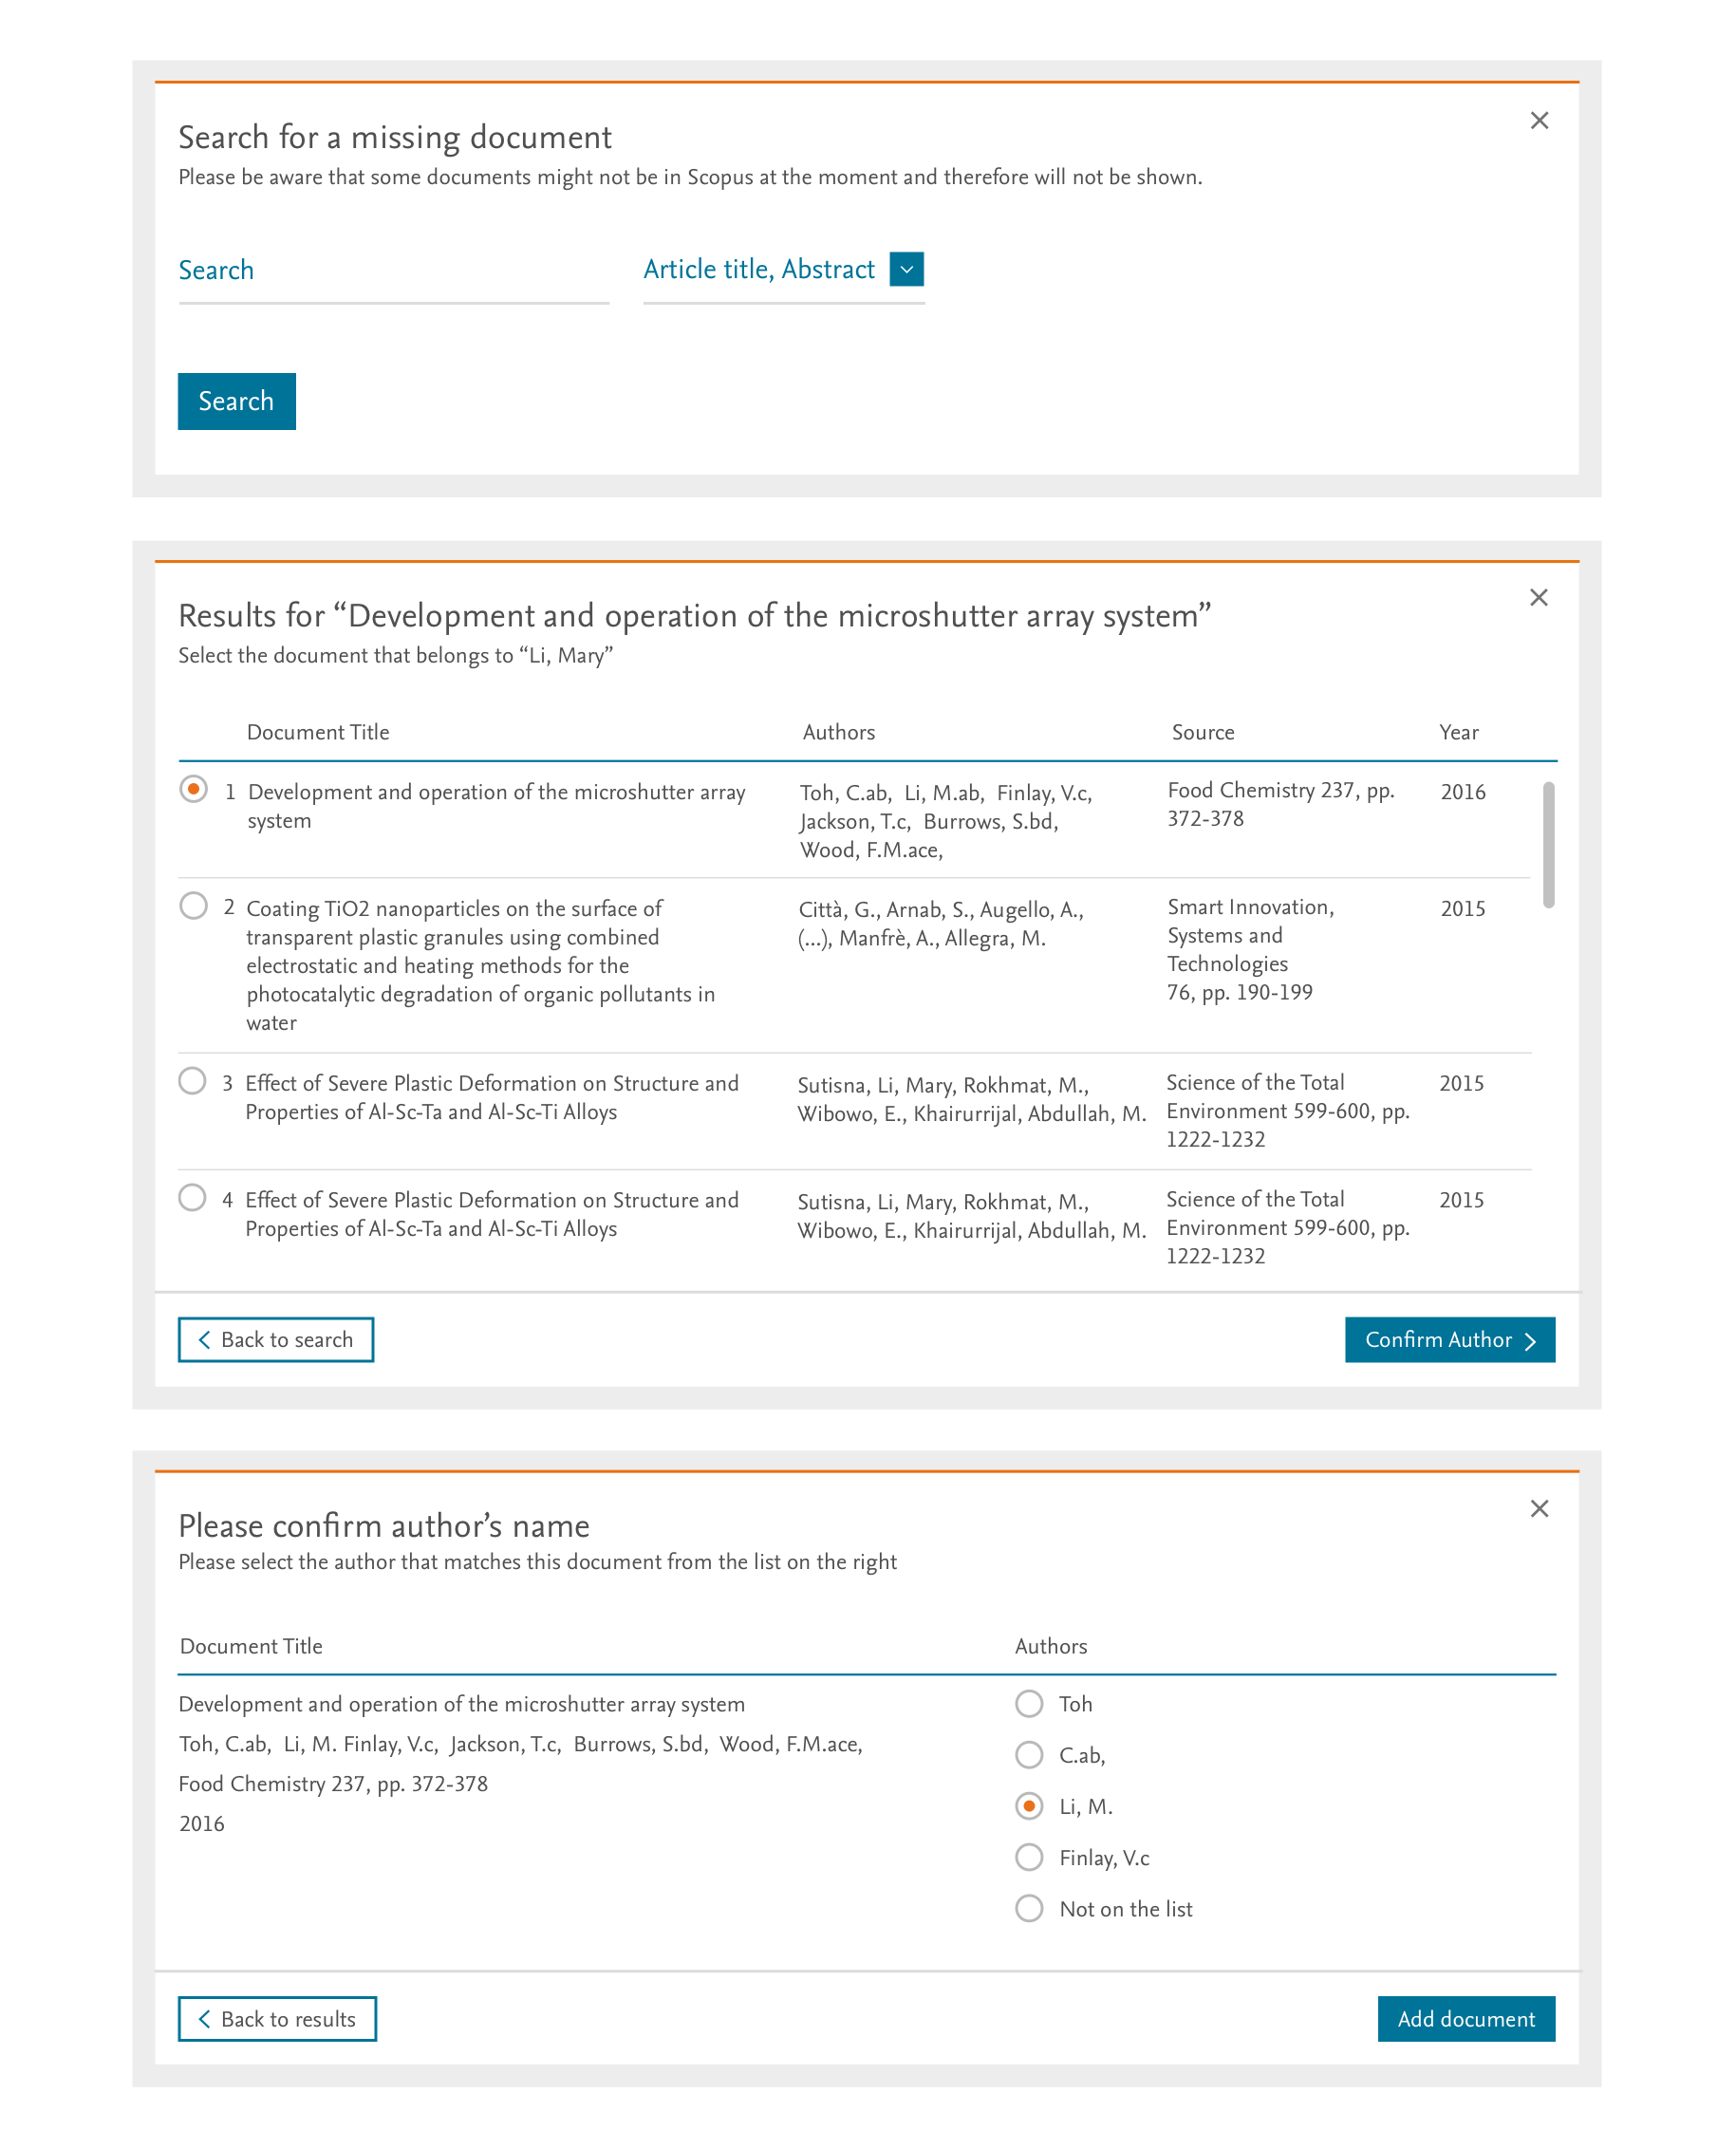 Search for a missing document
Please be aware that some documents might not be in Scopus at the moment and therefore will not be shown.
Search
Article title, Abstract
Search
Results for “Development and operation of the microshutter array system”
Select the document that belongs to “Li, Mary”
Document Title
Authors
Source
Year
1
Development and operation of the microshutter array
system
Toh, C.ab, Li, M.ab, Finlay, V.c,
Jackson, T.c, Burrows, S.bd,
Wood, F.M.ace,
Food Chemistry 237, pp.
372-378
2016
2
Coating TiO2 nanoparticles on the surface of
transparent plastic granules using combined
electrostatic and heating methods for the
photocatalytic degradation of organic pollutants in
water
Città, G., Arnab, S., Augello, A.,
(...), Manfrè, A., Allegra, M.
Smart Innovation,
Systems and
Technologies
76, pp. 190-199
2015
3
Effect of Severe Plastic Deformation on Structure and
Properties of Al-Sc-Ta and Al-Sc-Ti Alloys
Sutisna, Li, Mary, Rokhmat, M.,
Wibowo, E., Khairurrijal, Abdullah, M.
Science of the Total
Environment 599-600, pp.
1222-1232
2015
4
Effect of Severe Plastic Deformation on Structure and
Properties of Al-Sc-Ta and Al-Sc-Ti Alloys
Sutisna, Li, Mary, Rokhmat, M.,
Wibowo, E., Khairurrijal, Abdullah, M.
Science of the Total
Environment 599-600, pp.
1222-1232
2015
Back to search
Confirm Author
Please confirm author’s name
Please select the author that matches this document from the list on the right
Document Title
Authors
Development and operation of the microshutter array system
Toh, C.ab, Li, M. Finlay, V.c, Jackson, T.c, Burrows, S.bd, Wood, F.M.ace,
Food Chemistry 237, pp. 372-378
2016
Toh
C.ab,
Li, M.
Finlay, V.c
Not on the list
Back to results
Add document